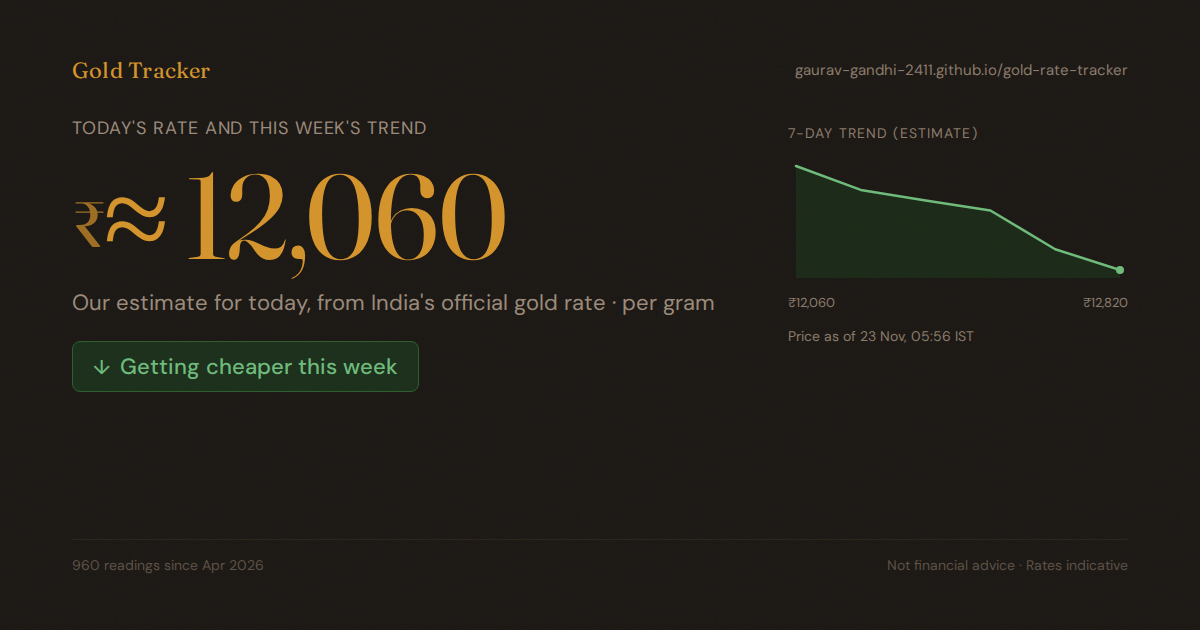 Gold Tracker
gaurav-gandhi-2411.github.io/gold-rate-tracker
TODAY'S RATE AND THIS WEEK'S TREND
₹≈ 12,060
Our estimate for today, from India's official gold rate · per gram
↓ Getting cheaper this week
7-DAY TREND (ESTIMATE)
₹12,060 ₹12,820
Price as of 23 Nov, 05:56 IST
960 readings since Apr 2026
Not financial advice · Rates indicative